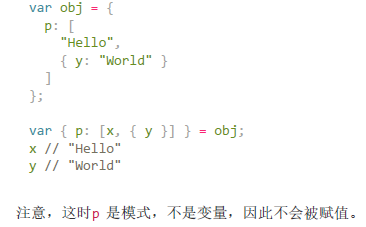 var obj = {
  p: [
    "Hello",
    { y: "World" }
  ]
};
var { p: [x, { y }] } = obj;
x // "Hello"
y // "World"
注意，这时p 是模式，不是变量，因此不会被赋值。